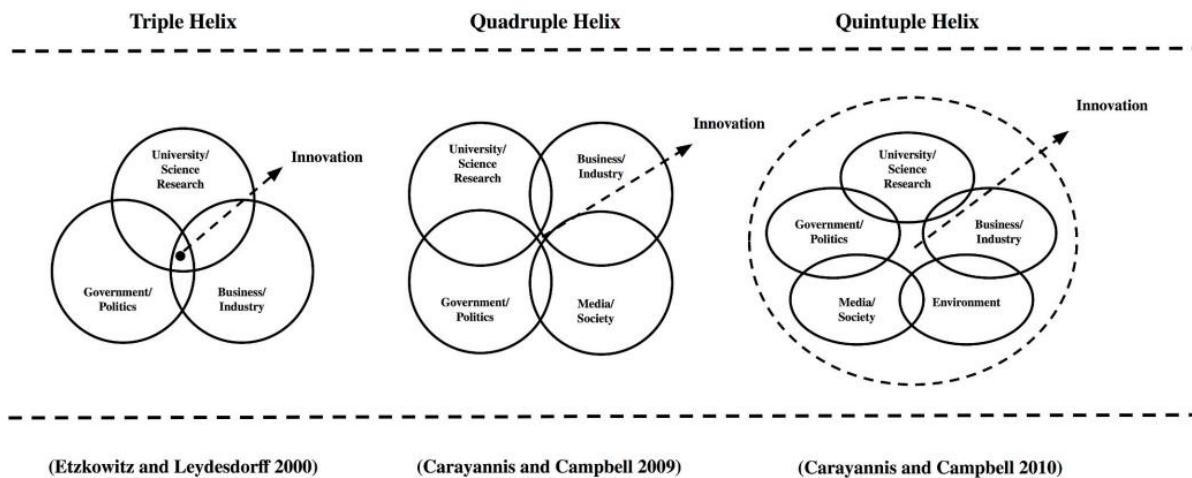 Triple Helix
Quadruple Helix
Quintuple Helix
University/
Science
Research
Innovation
Government/
Politics
Business/
Industry
University/
Science
Research
Business/
Industry
Innovation
Government/
Politics
Media/
Society
Innovation
University/
Science
Research
Government/
Politics
Business/
Industry
Media/
Society
Environment
(Etzkowitz and Leydesdorff 2000)
(Carayannis and Campbell 2009)
(Carayannis and Campbell 2010)